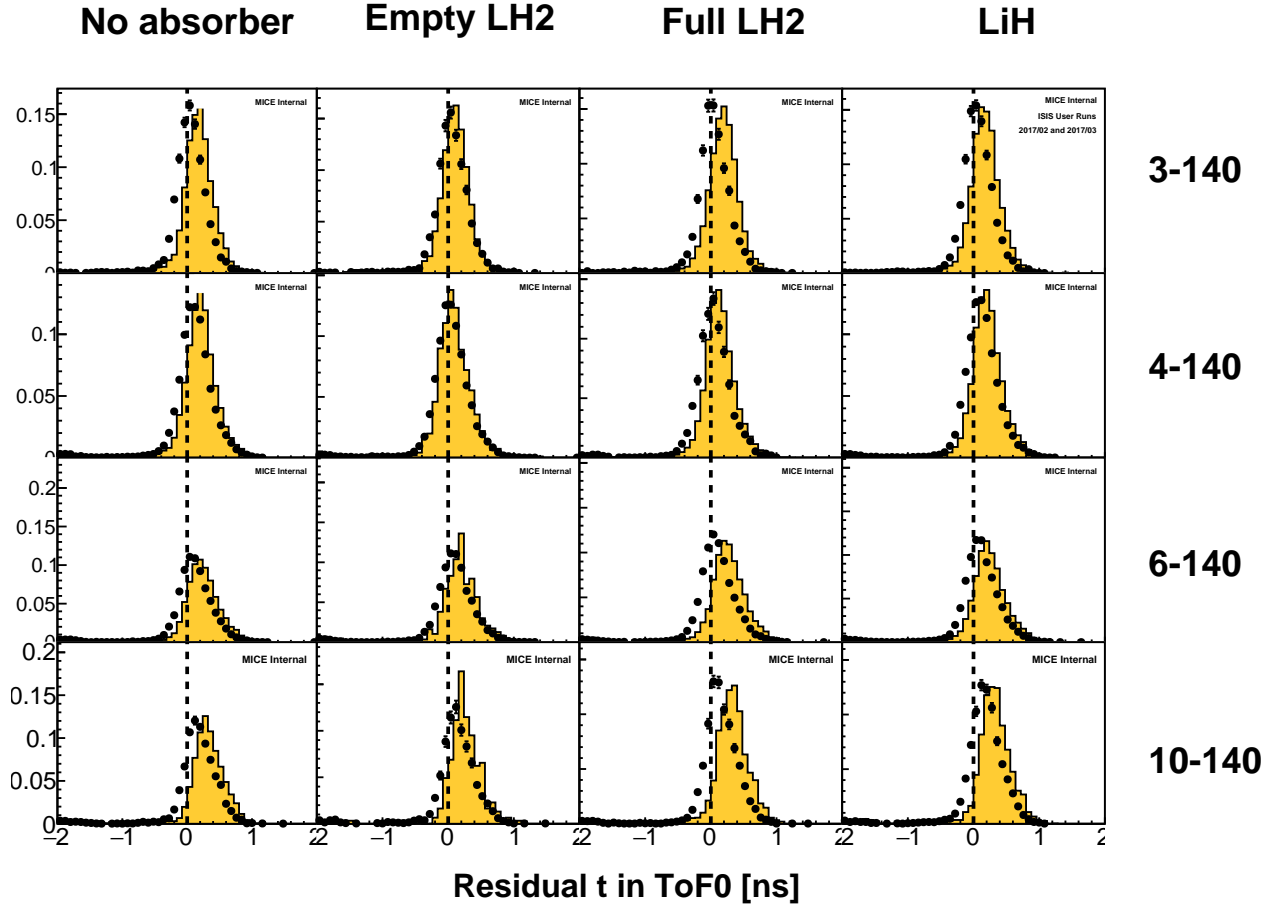 No absorber Empty LH2 Full LH2 LiH
0.15 MICE Internal MICE Internal MICE Internal MICE Internal
ISIS User Runs
2017/02 and 2017/03
0.1
3-140
0.05
0
MICE Internal MICE Internal MICE Internal MICE Internal
0.1
4-140
0.05
0
MICE Internal MICE Internal MICE Internal MICE Internal
0.2
0.15
0.1
6-140
0.05
0
0.2 MICE Internal MICE Internal MICE Internal MICE Internal
0.15
0.1
10-140
0.05
0
−2 −1 0 1 2 −1 0 1 2 −1 0 1 2 −1 0 1 2
Residual t in ToF0 [ns]